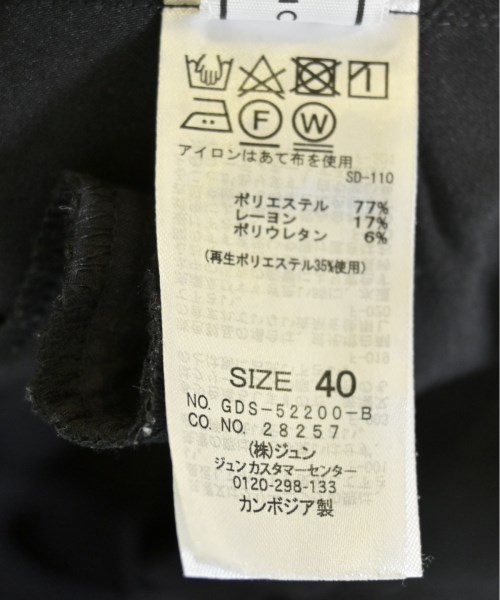 C
F W
アイロンはあて布を使用
SD-110
ポリエステル 77%
レーヨン 17%
ポリウレタン 6%
(再生ポリエステル35%使用)
SIZE 40
NO. GDS-52200-B
CO. NO. 28257
(株)ジュン
ジュンカスタマーセンター
0120-298-133
カンボジア製